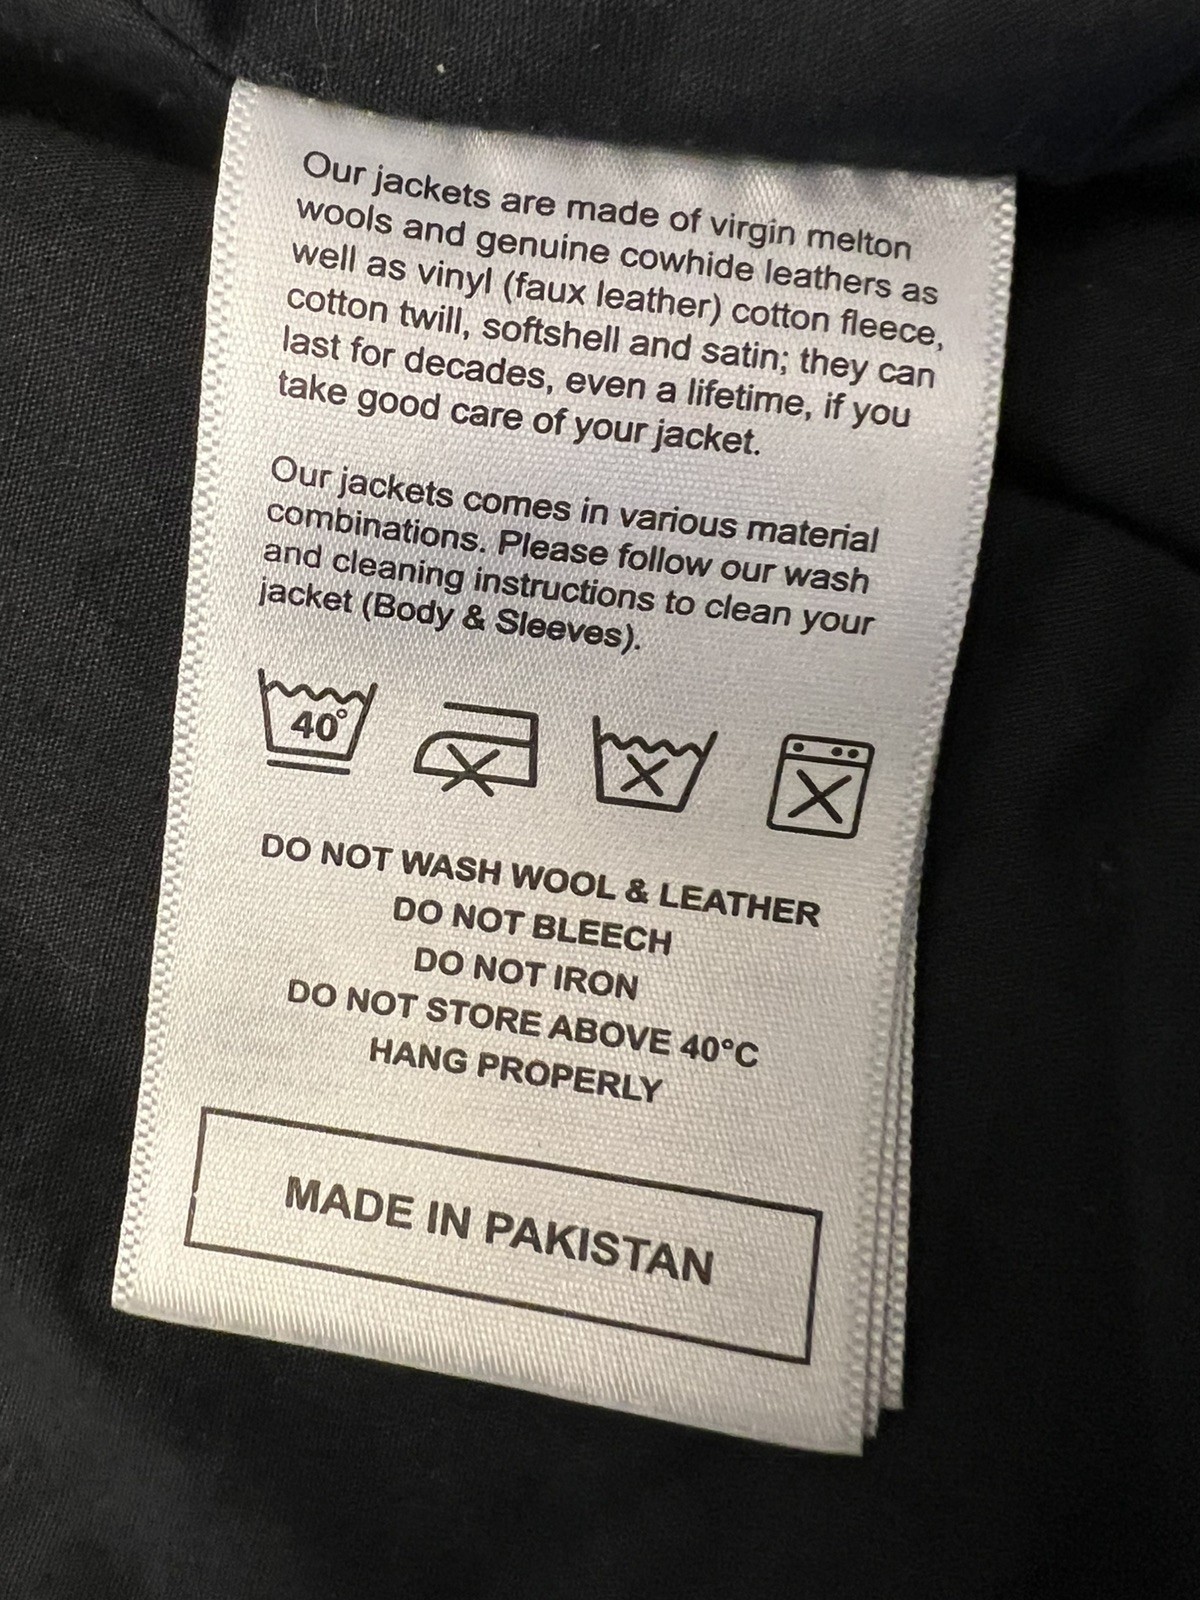 Our jackets are made of virgin melton
wools and genuine cowhide leathers as
well as vinyl (faux leather) cotton fleece,
cotton twill, softshell and satin; they can
last for decades, even a lifetime, if you
take good care of your jacket.
Our jackets comes in various material
combinations. Please follow our wash
and cleaning instructions to clean your
jacket (Body & Sleeves).
40°
DO NOT WASH WOOL & LEATHER
DO NOT BLEECH
DO NOT IRON
DO NOT STORE ABOVE 40°C
HANG PROPERLY
MADE IN PAKISTAN